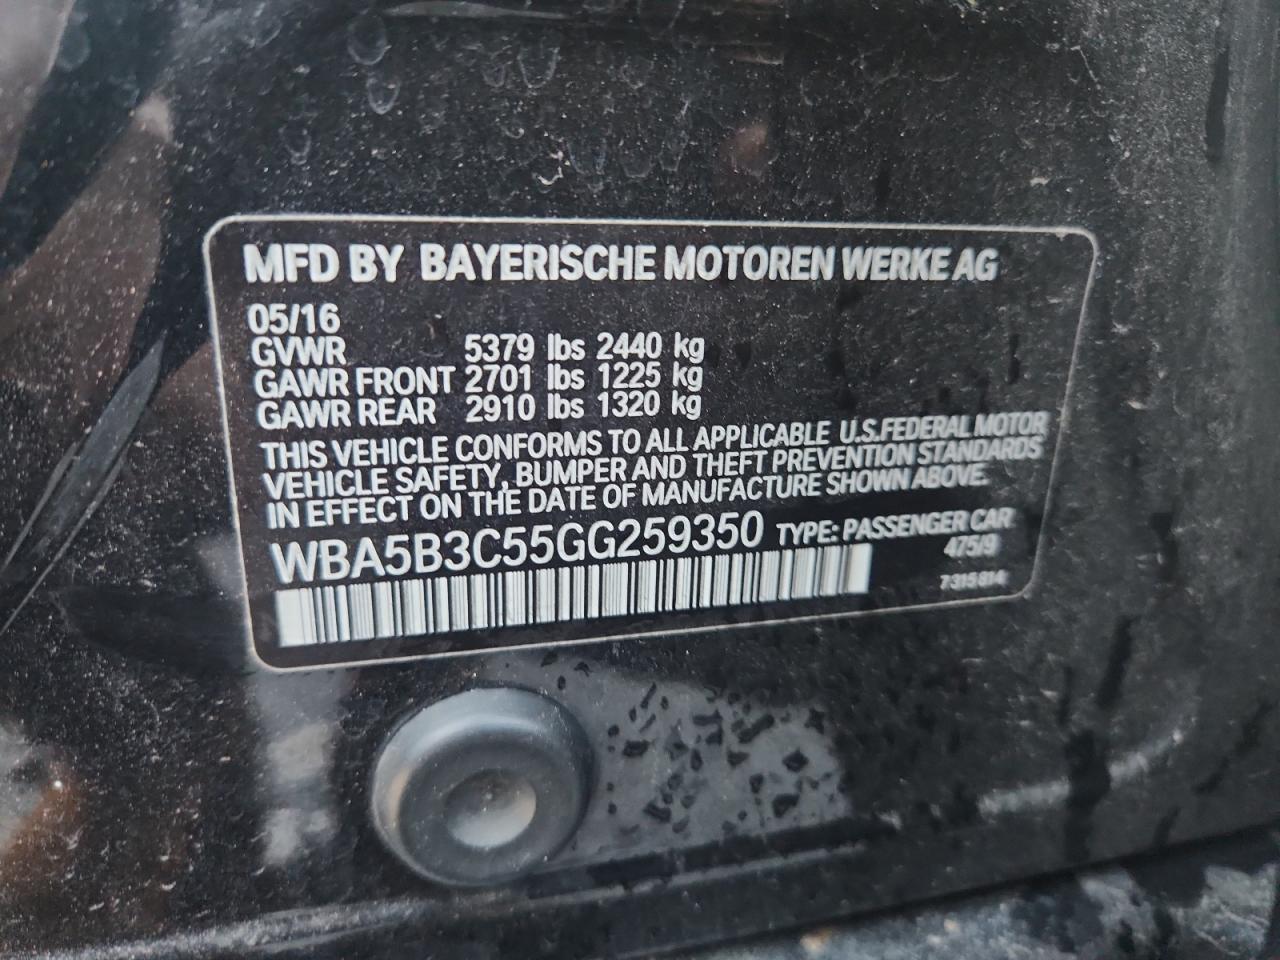 MFD BY BAYERISCHE MOTOREN WERKE AG
05/16
GVWR 5379 lbs 2440 kg
GAWR FRONT 2701 lbs 1225 kg
GAWR REAR 2910 lbs 1320 kg
THIS VEHICLE CONFORMS TO ALL APPLICABLE U.S.FEDERAL MOTOR
VEHICLE SAFETY, BUMPER AND THEFT PREVENTION STANDARDS
IN EFFECT ON THE DATE OF MANUFACTURE SHOWN ABOVE.
WBA5B3C55GG259350 TYPE: PASSENGER CAR
475/9
7315814